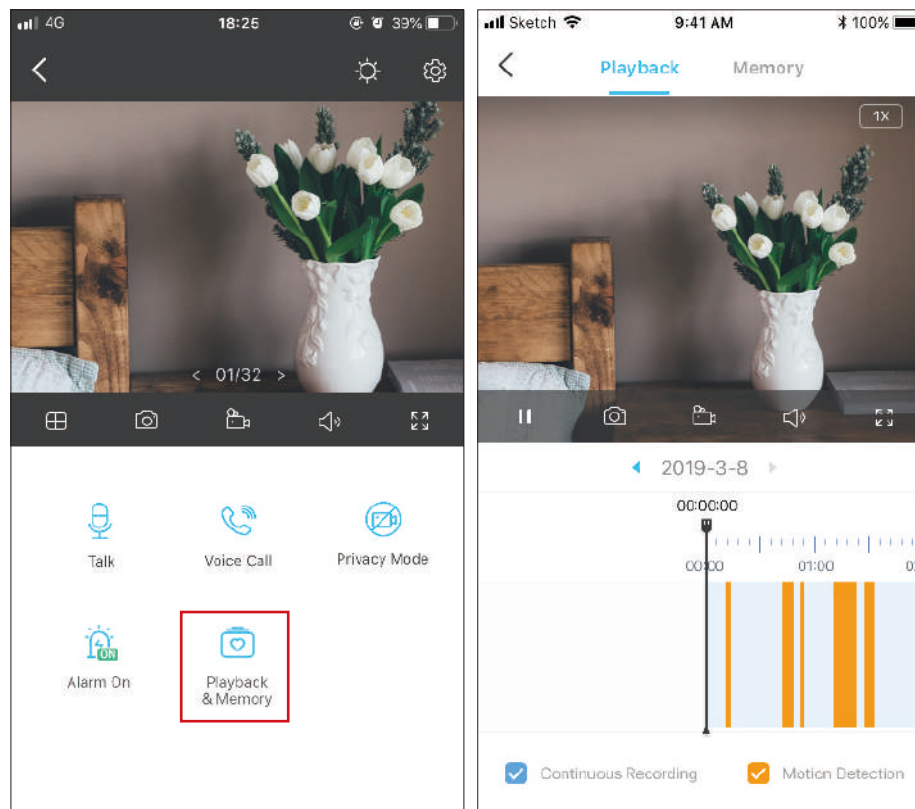 4G
18:25
39%
01/32
Talk
Voice Call
Privacy Mode
ON
Alarm On
Playback
& Memory
Sketch
9:41 AM
100%
Playback
Memory
1X
2019-3-8
00:00:00
00:00
01:00
Continuous Recording
Motion Detection